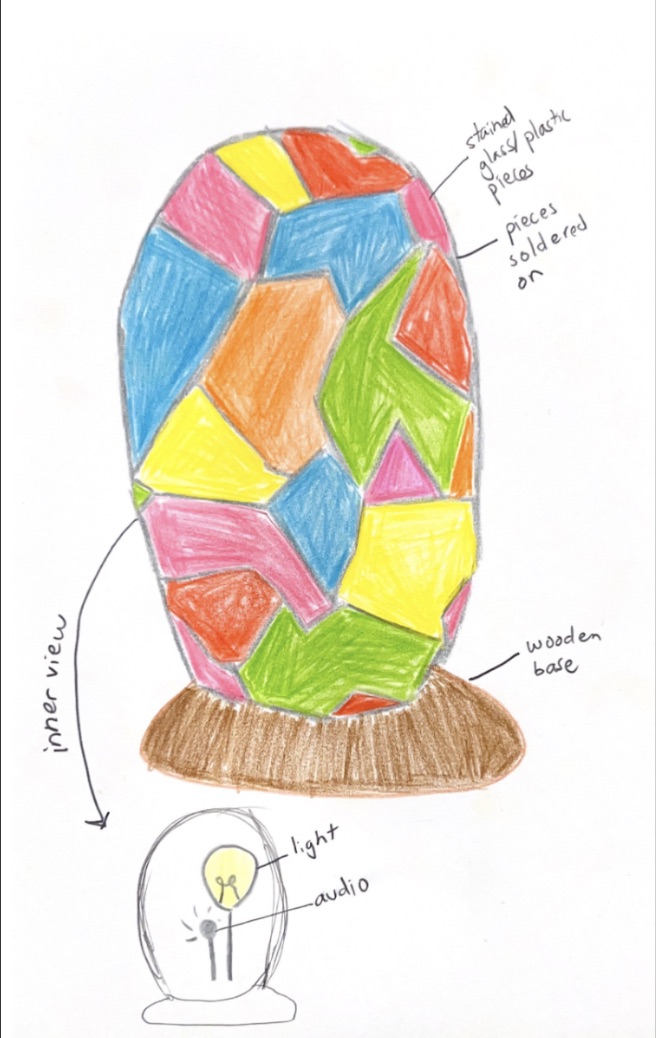 stained
glass/plastic
pieces
pieces
soldered
on
wooden
base
inner view
light
audio